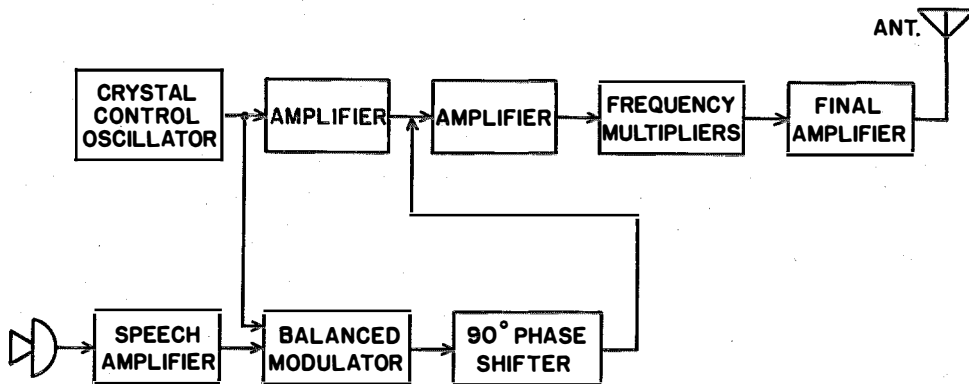 ANT.
CRYSTAL
CONTROL
OSCILLATOR
AMPLIFIER
AMPLIFIER
FREQUENCY
MULTIPLIERS
FINAL
AMPLIFIER
SPEECH
AMPLIFIER
BALANCED
MODULATOR
90° PHASE
SHIFTER